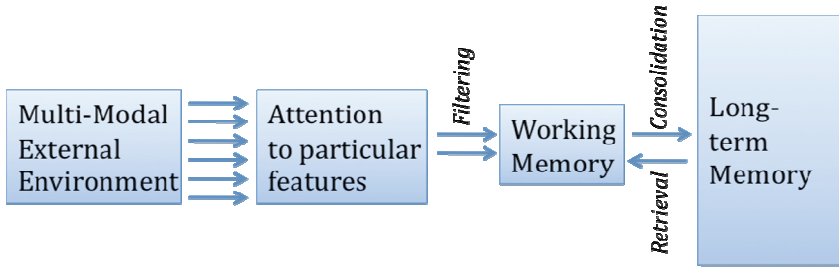 Multi-Modal
External
Environment
Attention
to particular
features
Filtering
Working
Memory
Consolidation
Retrieval
Long-
term
Memory